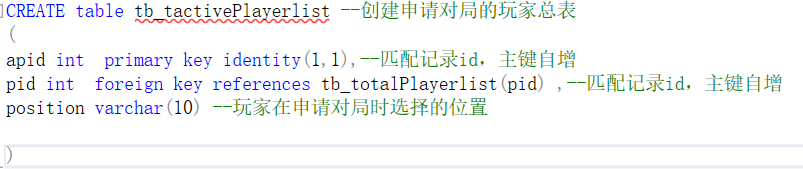 CREATE table tb_tactivePlayerlist --创建申请对局的玩家总表
(
apid int  primary key identity(1,1),--匹配记录id，主键自增
pid int  foreign key references tb_totalPlayerlist(pid) ,--匹配记录id，主键自增
position varchar(10) --玩家在申请对局时选择的位置
)